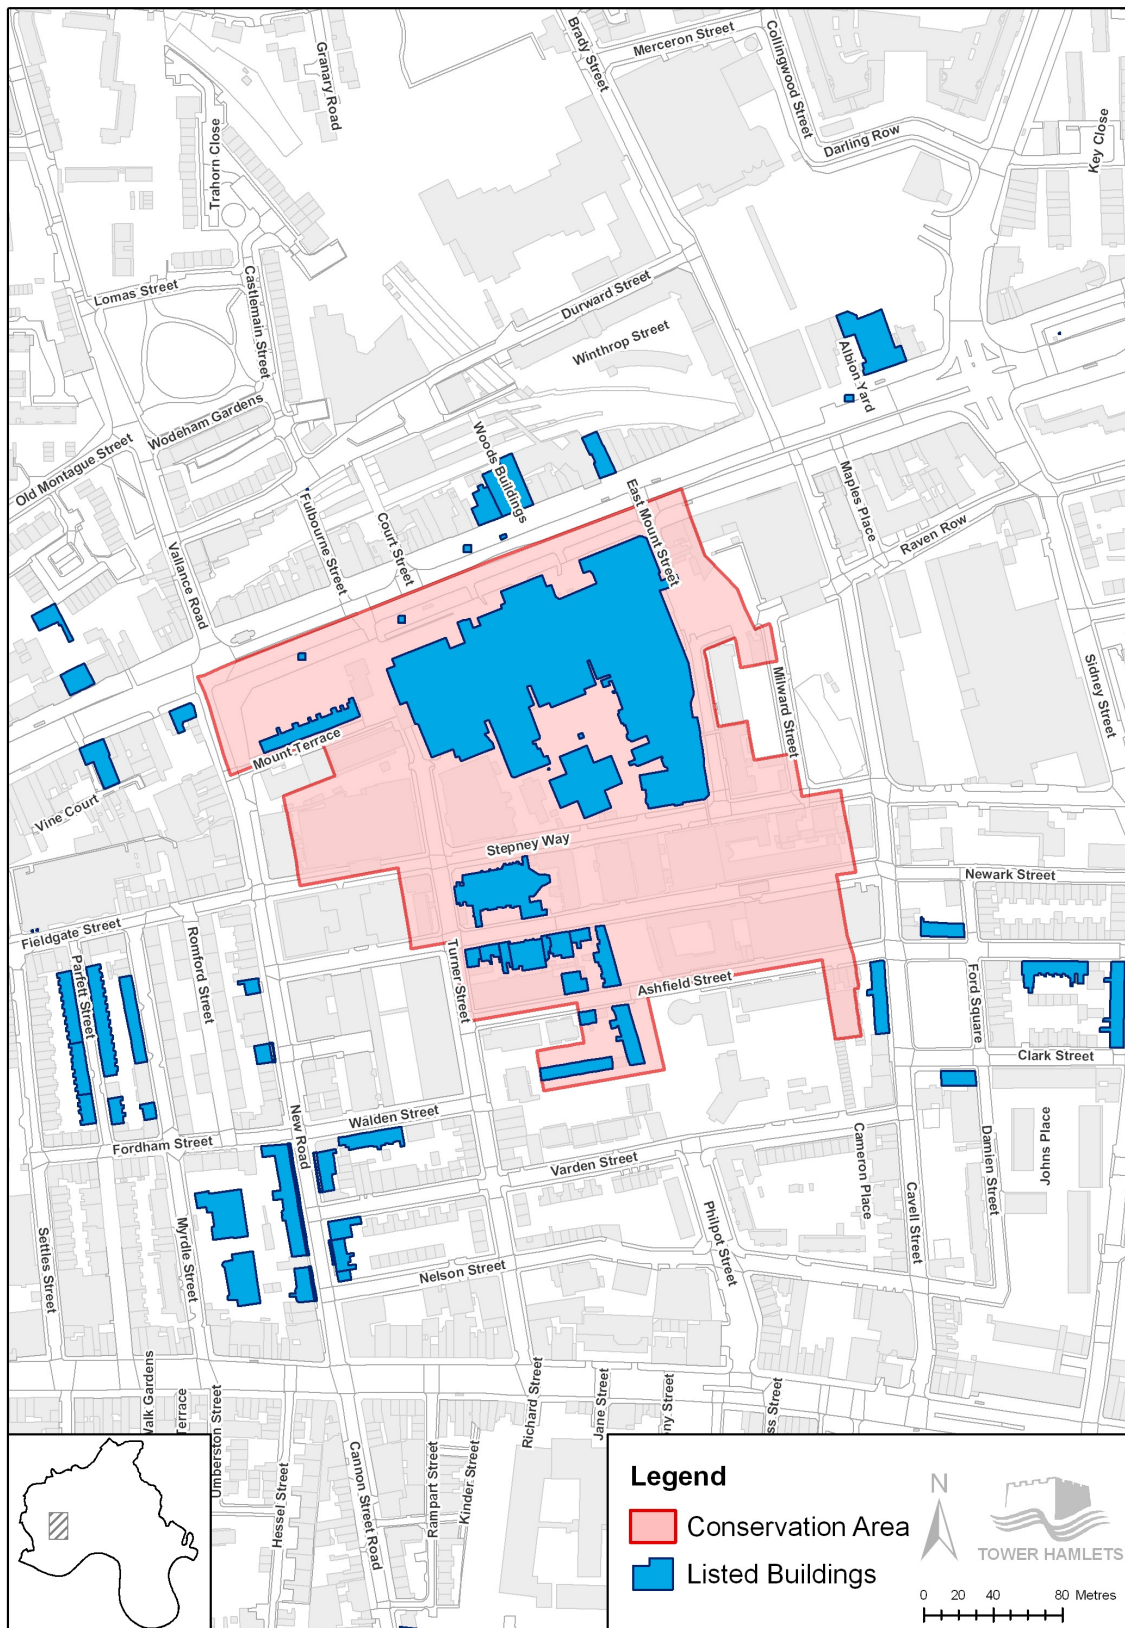 Granary Road
Brady Street
Merceron Street
Collingwood Street
Darling Row
Key Close
Trahorn Close
Lomas Street
Castlemain Street
Durward Street
Winthrop Street
Albion Yard
Wodeham Gardens
Old Montague Street
Woods Buildings
East Mount Street
Maples Place
Raven Row
Fulbourne Street
Court Street
Vallance Road
Sidney Street
Milward Street
Mount Terrace
Vine Court
Stepney Way
Newark Street
Fieldgate Street
Romford Street
Parfett Street
Turner Street
Ashfield Street
Ford Square
Clark Street
New Road
Walden Street
Fordham Street
Varden Street
Cameron Place
Cavell Street
Damien Street
Johns Place
Settles Street
Myrdle Street
Nelson Street
Philpot Street
Walk Gardens
Terrace
Umberston Street
Hessel Street
Cannon Street Road
Rampart Street
Kinder Street
Richard Street
Jane Street
ny Street
ss Street
Legend
Conservation Area
Listed Buildings
N
TOWER HAMLETS
0 20 40 80 Metres